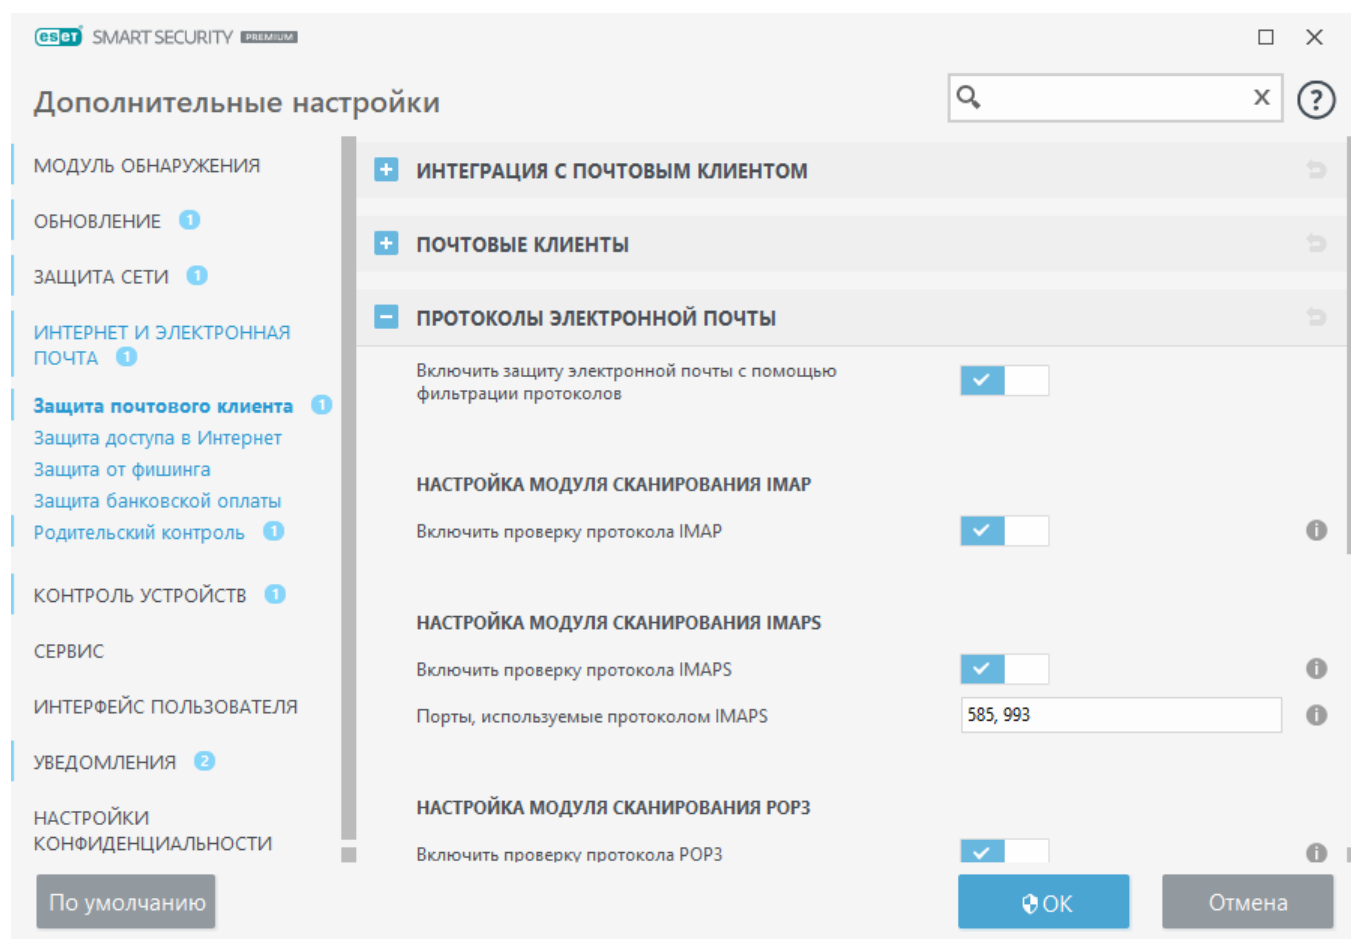 eset SMART SECURITY PREMIUM
Дополнительные настройки
МОДУЛЬ ОБНАРУЖЕНИЯ
ОБНОВЛЕНИЕ 1
ЗАЩИТА СЕТИ 1
ИНТЕРНЕТ И ЭЛЕКТРОННАЯ
ПОЧТА 1
Защита почтового клиента 1
Защита доступа в Интернет
Защита от фишинга
Защита банковской оплаты
Родительский контроль 1
КОНТРОЛЬ УСТРОЙСТВ 1
СЕРВИС
ИНТЕРФЕЙС ПОЛЬЗОВАТЕЛЯ
УВЕДОМЛЕНИЯ 2
НАСТРОЙКИ
КОНФИДЕНЦИАЛЬНОСТИ
ИНТЕГРАЦИЯ С ПОЧТОВЫМ КЛИЕНТОМ
ПОЧТОВЫЕ КЛИЕНТЫ
ПРОТОКОЛЫ ЭЛЕКТРОННОЙ ПОЧТЫ
Включить защиту электронной почты с помощью
фильтрации протоколов
НАСТРОЙКА МОДУЛЯ СКАНИРОВАНИЯ IMAP
Включить проверку протокола IMAP
НАСТРОЙКА МОДУЛЯ СКАНИРОВАНИЯ IMAPS
Включить проверку протокола IMAPS
Порты, используемые протоколом IMAPS 585, 993
НАСТРОЙКА МОДУЛЯ СКАНИРОВАНИЯ POP3
Включить проверку протокола POP3
По умолчанию
OK
Отмена